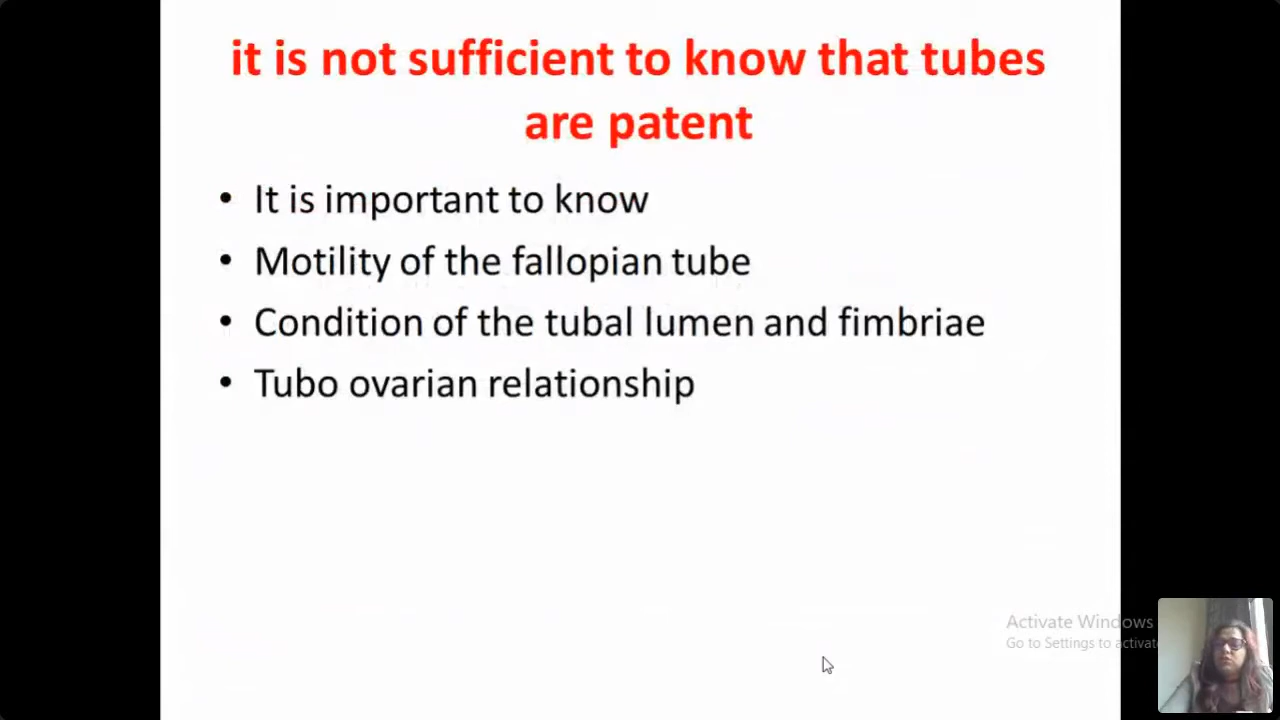 it is not sufficient to know that tubes
are patent
• It is important to know
• Motility of the fallopian tube
• Condition of the tubal lumen and fimbriae
• Tubo ovarian relationship
Activate Windows
Go to Settings to activate